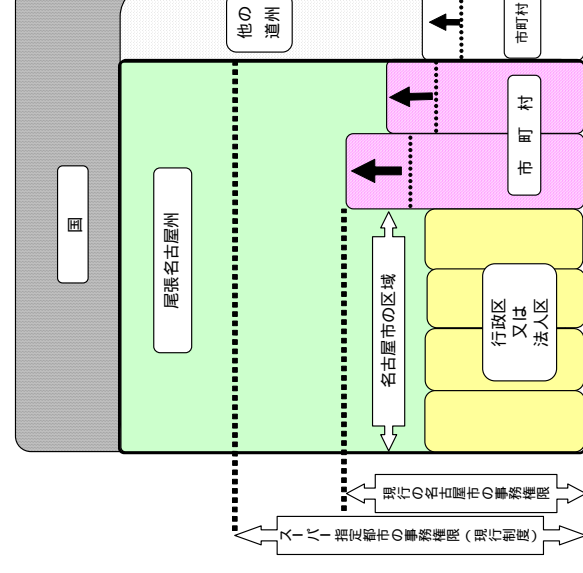 国
尾張名古屋州
他の
道州
市町村
市 町 村
名古屋市の区域
行政区
又は
法人区
現行の名古屋市の事務権限
スーパー指定都市の事務権限(現行制度)